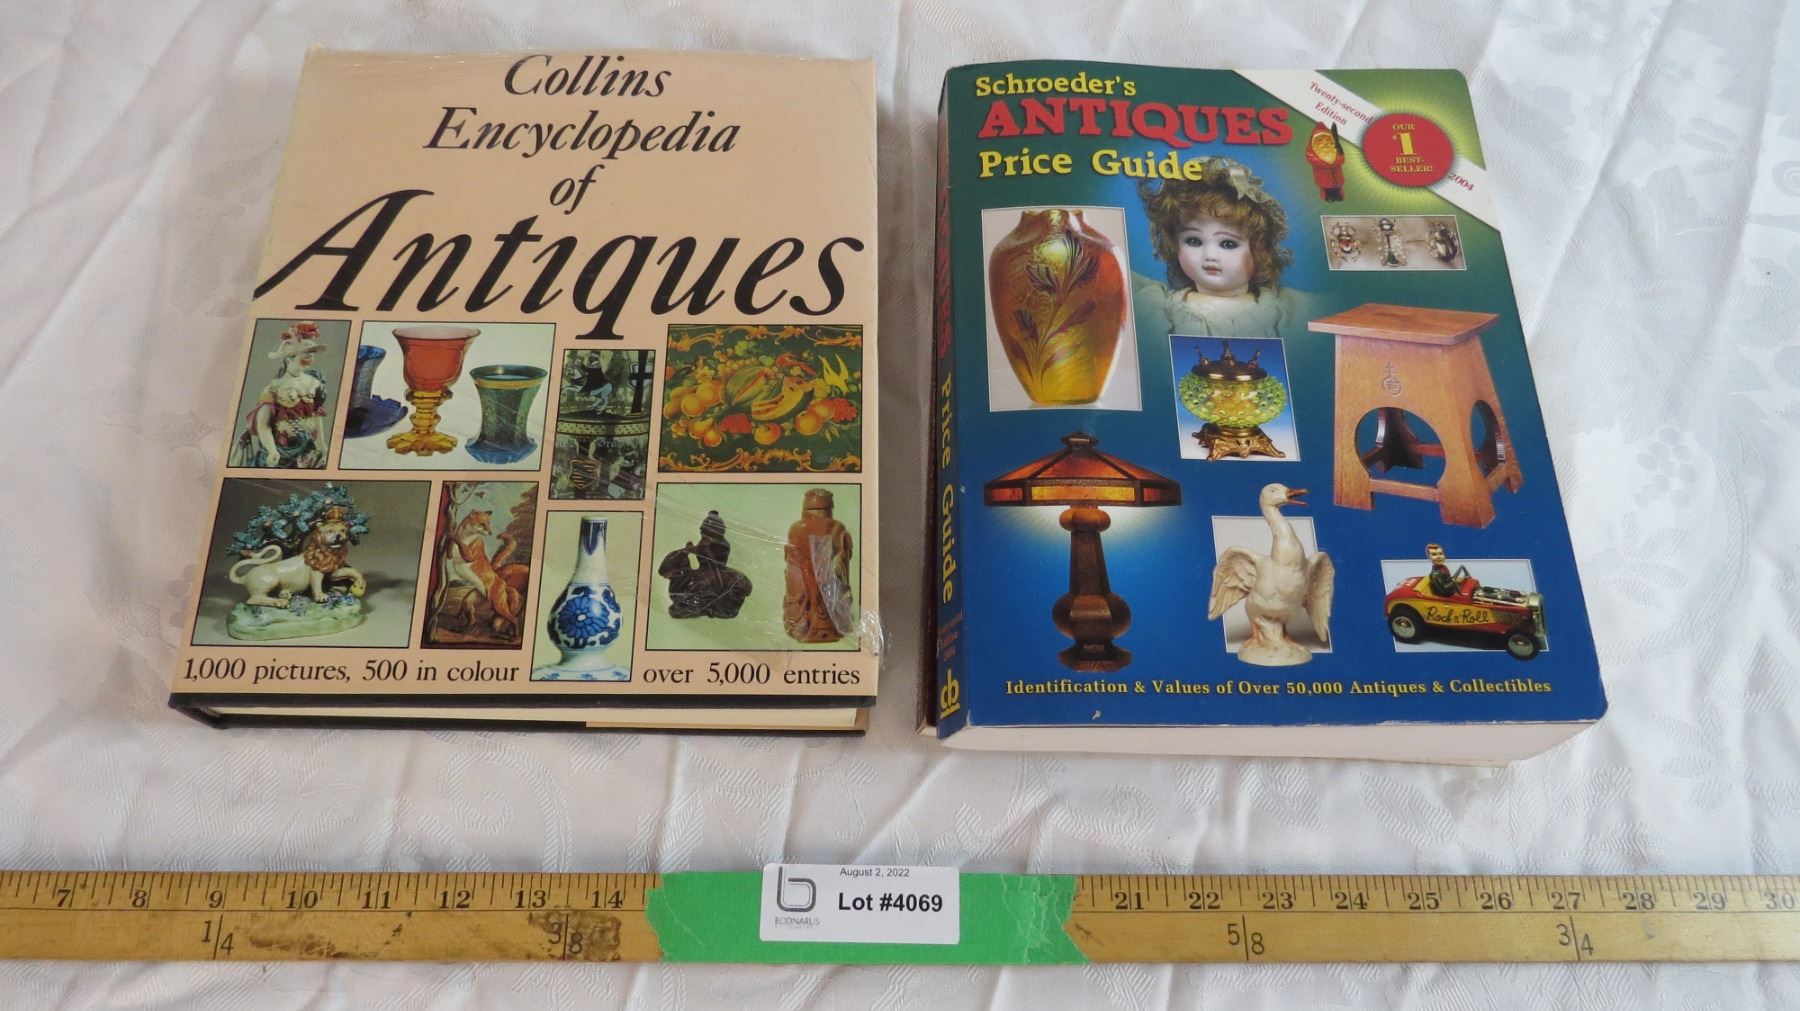 Collins
Encyclopedia
of
Antiques
1,000 pictures, 500 in colour
over 5,000 entries
Schroeder's
ANTIQUES
Price Guide
Twenty-second
Edition
2004
OUR
#1
BEST-
SELLER!
Rock n' Roll
Identification & Values of Over 50,000 Antiques & Collectibles
Price Guide
Edition
2004
cb
7 8 9 10 11 12 13 14 21 22 23 24 25 26 27 28 29 30
1/4 3/8 5/8 3/4
August 2, 2022
Lot #4069
BODNARUS